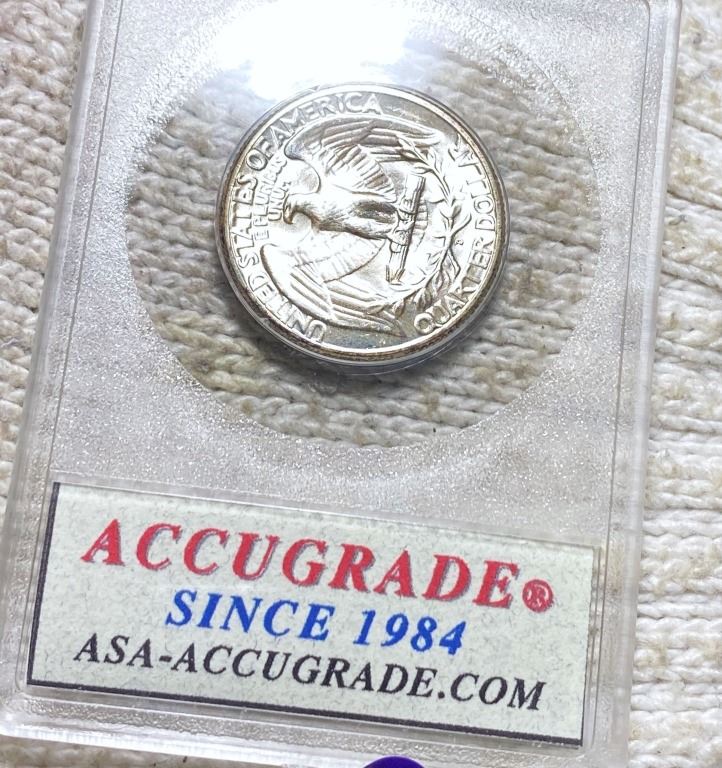 UNITED STATES OF AMERICA
E PLURIBUS
UNUM
QUARTER DOLLAR
ACCUGRADE®
SINCE 1984
ASA-ACCUGRADE.COM